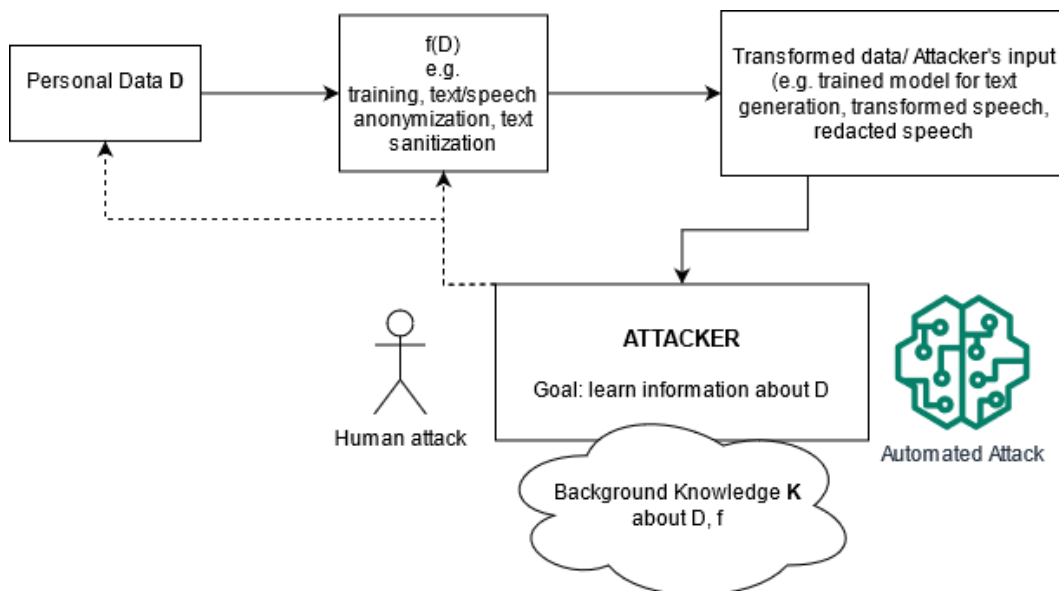 Personal Data D
f(D)
e.g.
training, text/speech
anonymization, text
sanitization
Transformed data/ Attacker's input
(e.g. trained model for text
generation, transformed speech,
redacted speech
ATTACKER
Goal: learn information about D
Human attack
Automated Attack
Background Knowledge K
about D, f